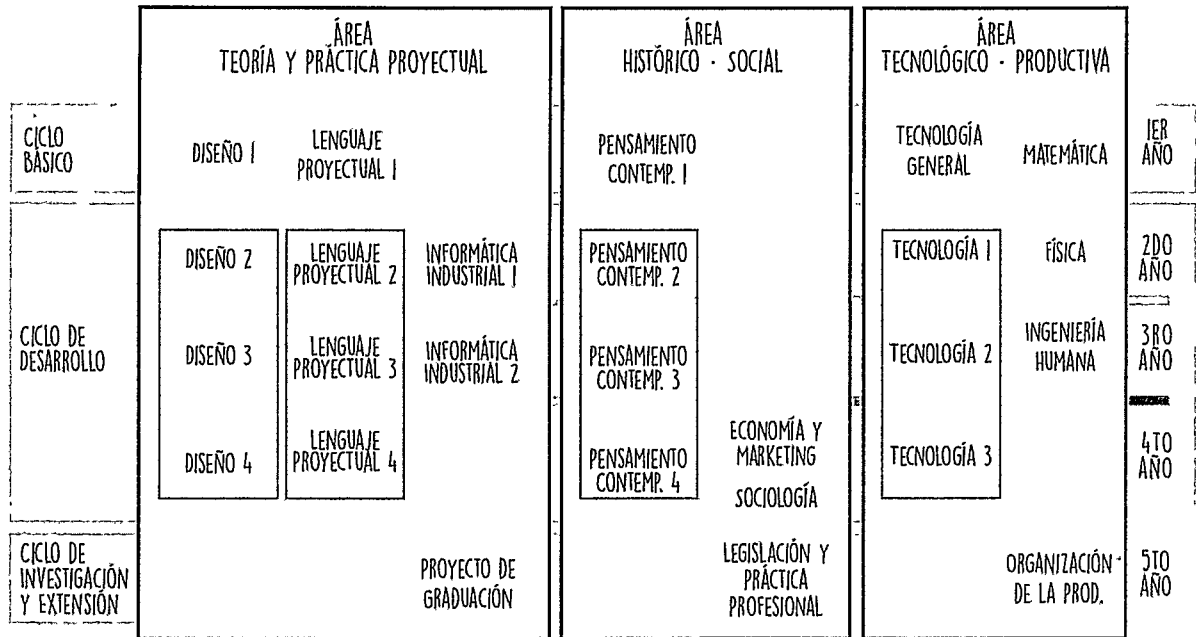 ÁREA
TEORÍA Y PRÁCTICA PROYECTUAL
ÁREA
HISTÓRICO - SOCIAL
ÁREA
TECNOLÓGICO - PRODUCTIVA
CICLO
BÁSICO
DISEÑO 1
LENGUAJE
PROYECTUAL 1
PENSAMIENTO
CONTEMP. 1
TECNOLOGÍA
GENERAL
MATEMÁTICA
1ER
AÑO
CICLO DE
DESARROLLO
DISEÑO 2
LENGUAJE
PROYECTUAL 2
INFORMÁTICA
INDUSTRIAL 1
PENSAMIENTO
CONTEMP. 2
TECNOLOGÍA 1
FÍSICA
2DO
AÑO
DISEÑO 3
LENGUAJE
PROYECTUAL 3
INFORMÁTICA
INDUSTRIAL 2
PENSAMIENTO
CONTEMP. 3
TECNOLOGÍA 2
INGENIERÍA
HUMANA
3RO
AÑO
DISEÑO 4
LENGUAJE
PROYECTUAL 4
PENSAMIENTO
CONTEMP. 4
ECONOMÍA Y
MARKETING
SOCIOLOGÍA
TECNOLOGÍA 3
4TO
AÑO
CICLO DE
INVESTIGACIÓN
Y EXTENSIÓN
PROYECTO DE
GRADUACIÓN
LEGISLACIÓN Y
PRÁCTICA
PROFESIONAL
ORGANIZACIÓN
DE LA PROD.
5TO
AÑO